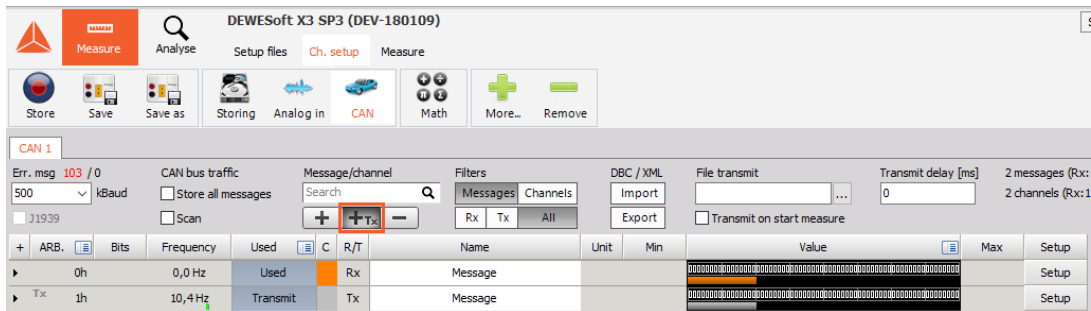 DEWESoft X3 SP3 (DEV-180109)
Measure Analyse Setup files Ch. setup Measure
Store Save Save as Storing Analog in CAN Math More... Remove
CAN 1
Err. msg 103 / 0 CAN bus traffic Message/channel Filters DBC / XML File transmit Transmit delay [ms] 2 messages (Rx:
500 kBaud Store all messages Search Messages Channels Import ... 0 2 channels (Rx:1
J1939 Scan + +Tx − Rx Tx All Export Transmit on start measure
+ ARB. Bits Frequency Used C R/T Name Unit Min Value Max Setup
0h 0,0 Hz Used Rx Message Setup
Tx 1h 10,4 Hz Transmit Tx Message Setup